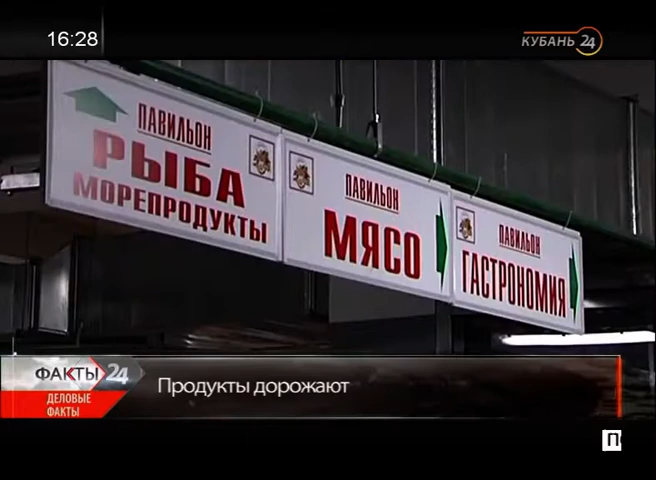 16:28
КУБАНЬ 24
ПАВИЛЬОН
РЫБА
МОРЕПРОДУКТЫ
ПАВИЛЬОН
МЯСО
ПАВИЛЬОН
ГАСТРОНОМИЯ
ФАКТЫ 24
ДЕЛОВЫЕ
ФАКТЫ
Продукты дорожают